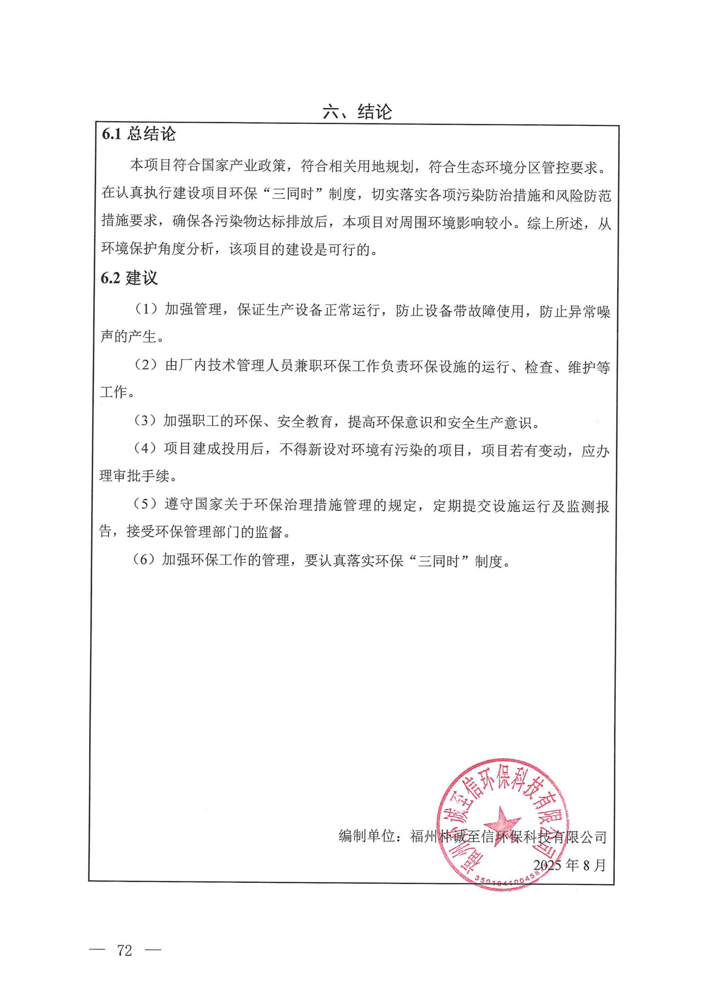 六、结论
6.1 总结论
本项目符合国家产业政策，符合相关用地规划，符合生态环境分区管控要求。
在认真执行建设项目环保“三同时”制度，切实落实各项污染防治措施和风险防范
措施要求，确保各污染物达标排放后，本项目对周围环境影响较小。综上所述，从
环境保护角度分析，该项目的建设是可行的。
6.2 建议
（1）加强管理，保证生产设备正常运行，防止设备带故障使用，防止异常噪
声的产生。
（2）由厂内技术管理人员兼职环保工作负责环保设施的运行、检查、维护等
工作。
（3）加强职工的环保、安全教育，提高环保意识和安全生产意识。
（4）项目建成投用后，不得新设对环境有污染的项目，项目若有变动，应办
理审批手续。
（5）遵守国家关于环保治理措施管理的规定，定期提交设施运行及监测报
告，接受环保管理部门的监督。
（6）加强环保工作的管理，要认真落实环保“三同时”制度。
福州朴诚至信环保科技有限公司
编制单位：福州朴诚至信环保科技有限公司
2025 年 8 月
— 72 —